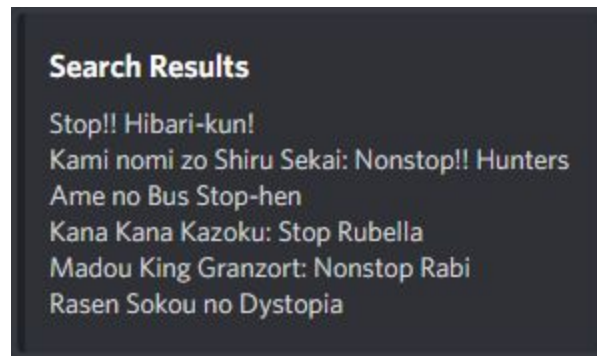 Search Results
Stop!! Hibari-kun!
Kami nomi zo Shiru Sekai: Nonstop!! Hunters
Ame no Bus Stop-hen
Kana Kana Kazoku: Stop Rubella
Madou King Granzort: Nonstop Rabi
Rasen Sokou no Dystopia